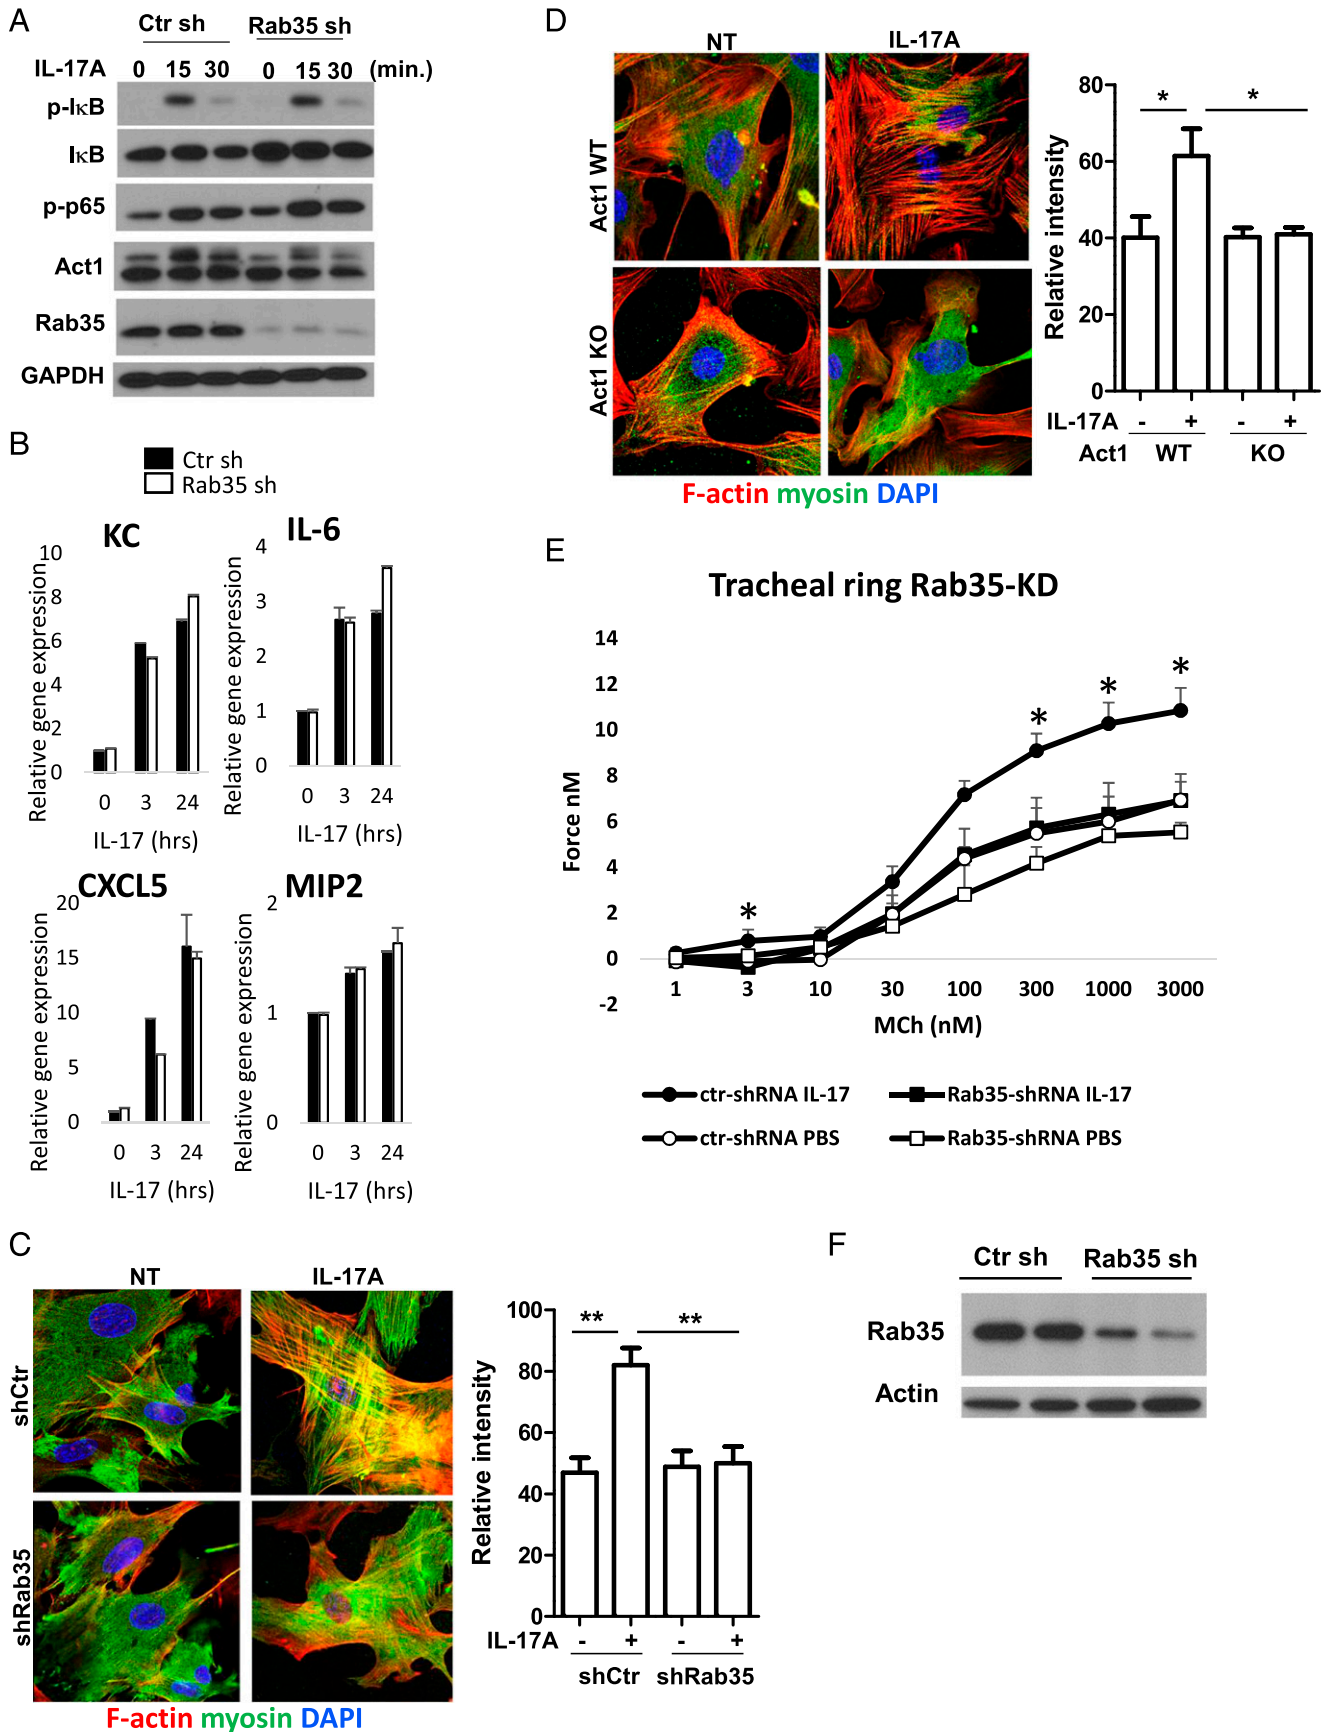 A
Ctr sh Rab35 sh
IL-17A 0 15 30 0 15 30 (min.)
p-IκB
IκB
p-p65
Act1
Rab35
GAPDH
B
Ctr sh
Rab35 sh
KC
Relative gene expression
10
8
6
4
2
0
0 3 24
IL-17 (hrs)
IL-6
Relative gene expression
4
3
2
1
0
0 3 24
IL-17 (hrs)
CXCL5
Relative gene expression
20
15
10
5
0
0 3 24
IL-17 (hrs)
MIP2
Relative gene expression
2
1
0
0 3 24
IL-17 (hrs)
C
NT IL-17A
shCtr
shRab35
F-actin myosin DAPI
Relative intensity
100
80
60
40
20
0
** **
IL-17A - + - +
shCtr shRab35
D
NT IL-17A
Act1 WT
Act1 KO
F-actin myosin DAPI
Relative intensity
80
60
40
20
0
* *
IL-17A - + - +
Act1 WT KO
E
Tracheal ring Rab35-KD
Force nM
14
12
10
8
6
4
2
0
-2
* * * *
1 3 10 30 100 300 1000 3000
MCh (nM)
ctr-shRNA IL-17 Rab35-shRNA IL-17
ctr-shRNA PBS Rab35-shRNA PBS
F
Ctr sh Rab35 sh
Rab35
Actin